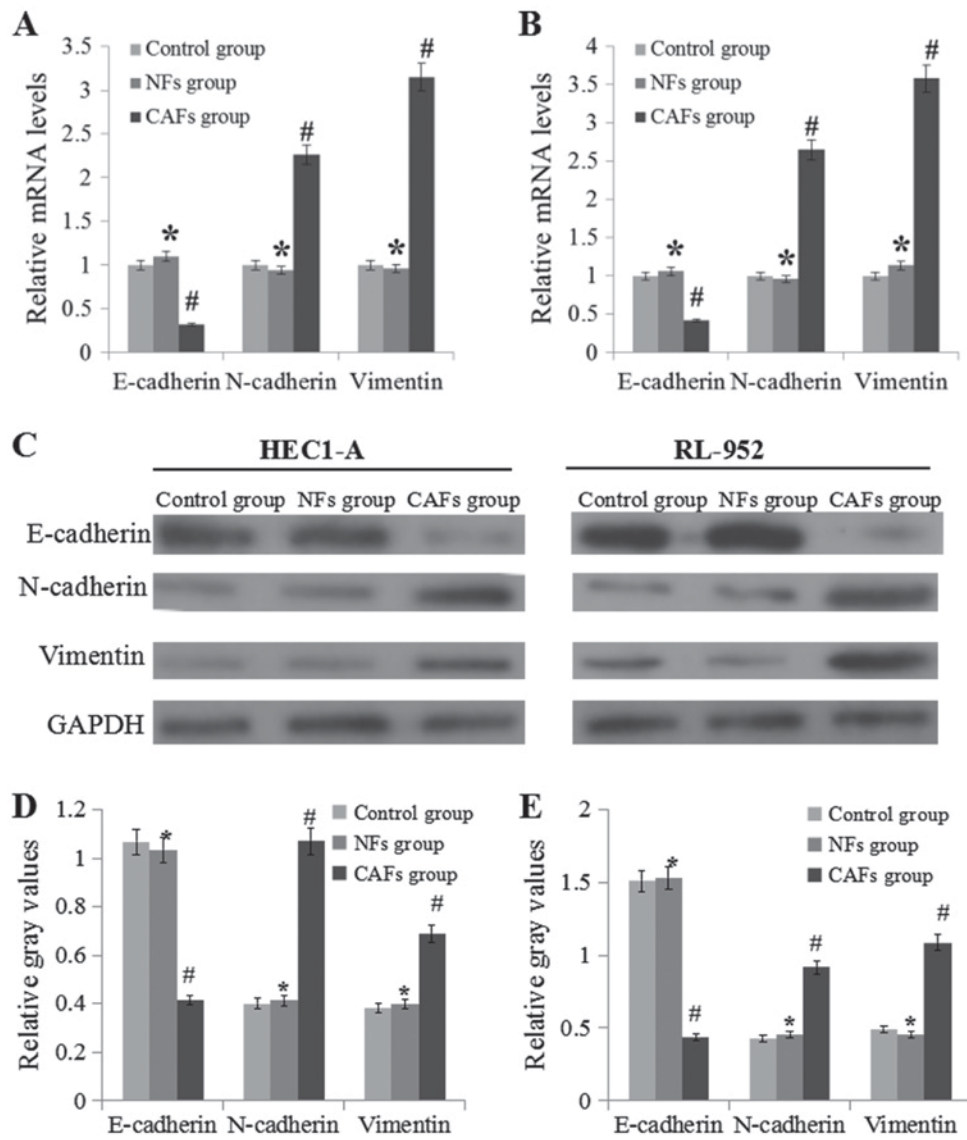 A
Relative mRNA levels
3.5
3
2.5
2
1.5
1
0.5
0
Control group
NFs group
CAFs group
*
#
*
#
*
#
E-cadherin N-cadherin Vimentin
B
Relative mRNA levels
4
3.5
3
2.5
2
1.5
1
0.5
0
Control group
NFs group
CAFs group
*
#
*
#
*
#
E-cadherin N-cadherin Vimentin
C
HEC1-A
RL-952
Control group NFs group CAFs group
Control group NFs group CAFs group
E-cadherin
N-cadherin
Vimentin
GAPDH
D
Relative gray values
1.2
1
0.8
0.6
0.4
0.2
0
Control group
NFs group
CAFs group
*
#
*
#
*
#
E-cadherin N-cadherin Vimentin
E
Relative gray values
2
1.5
1
0.5
0
Control group
NFs group
CAFs group
*
#
*
#
*
#
E-cadherin N-cadherin Vimentin